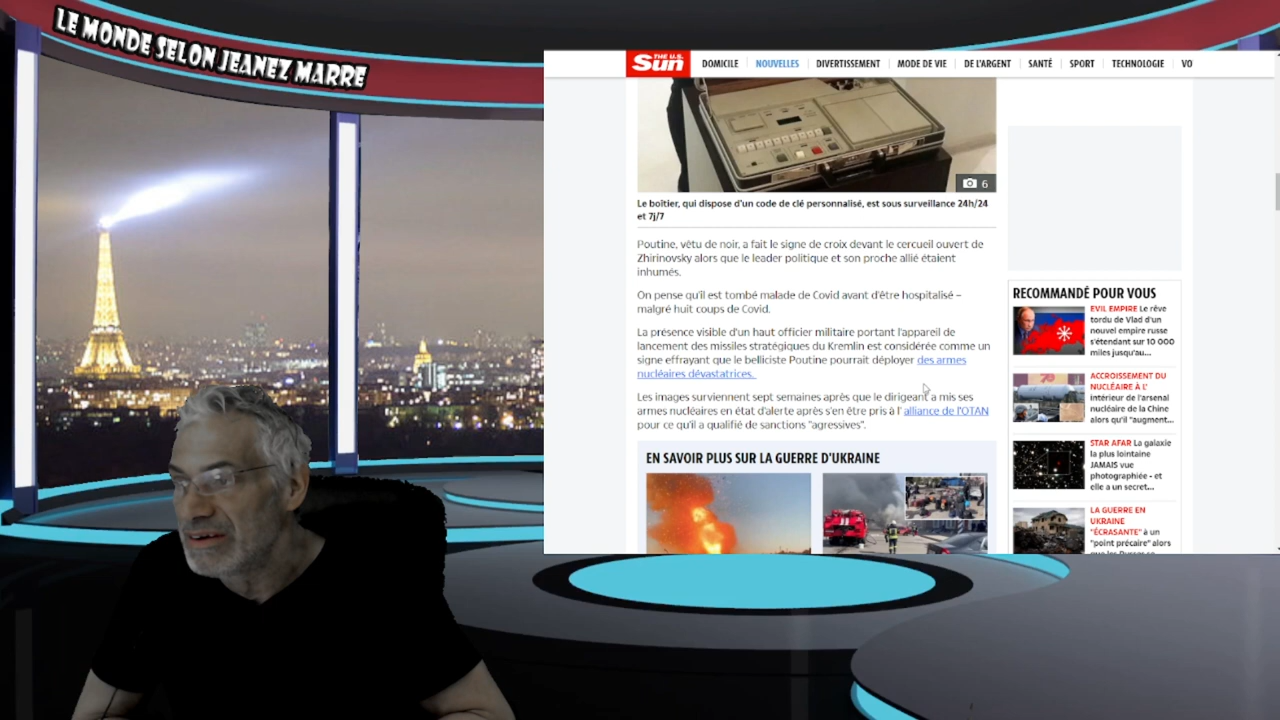 LE MONDE SELON JEANEZ MARRE
THE U.S. Sun
DOMICILE NOUVELLES DIVERTISSEMENT MODE DE VIE DE L'ARGENT SANTÉ SPORT TECHNOLOGIE VO
6
Le boîtier, qui dispose d'un code de clé personnalisé, est sous surveillance 24h/24
et 7j/7
Poutine, vêtu de noir, a fait le signe de croix devant le cercueil ouvert de
Zhirinovsky alors que le leader politique et son proche allié étaient
inhumés.
On pense qu'il est tombé malade de Covid avant d'être hospitalisé –
malgré huit coups de Covid.
La présence visible d'un haut officier militaire portant l'appareil de
lancement des missiles stratégiques du Kremlin est considérée comme un
signe effrayant que le belliciste Poutine pourrait déployer des armes
nucléaires dévastatrices.
Les images surviennent sept semaines après que le dirigeant a mis ses
armes nucléaires en état d'alerte après s'en être pris à l' alliance de l'OTAN
pour ce qu'il a qualifié de sanctions "agressives".
EN SAVOIR PLUS SUR LA GUERRE D'UKRAINE
RECOMMANDÉ POUR VOUS
EVIL EMPIRE Le rêve
tordu de Vlad d'un
nouvel empire russe
s'étendant sur 10 000
miles jusqu'au...
ACCROISSEMENT DU
NUCLÉAIRE À L'
intérieur de l'arsenal
nucléaire de la Chine
alors qu'il "augment...
STAR AFAR La galaxie
la plus lointaine
JAMAIS vue
photographiée - et
elle a un secret...
LA GUERRE EN
UKRAINE
"ÉCRASANTE" à un
"point précaire" alors
que les Russes se